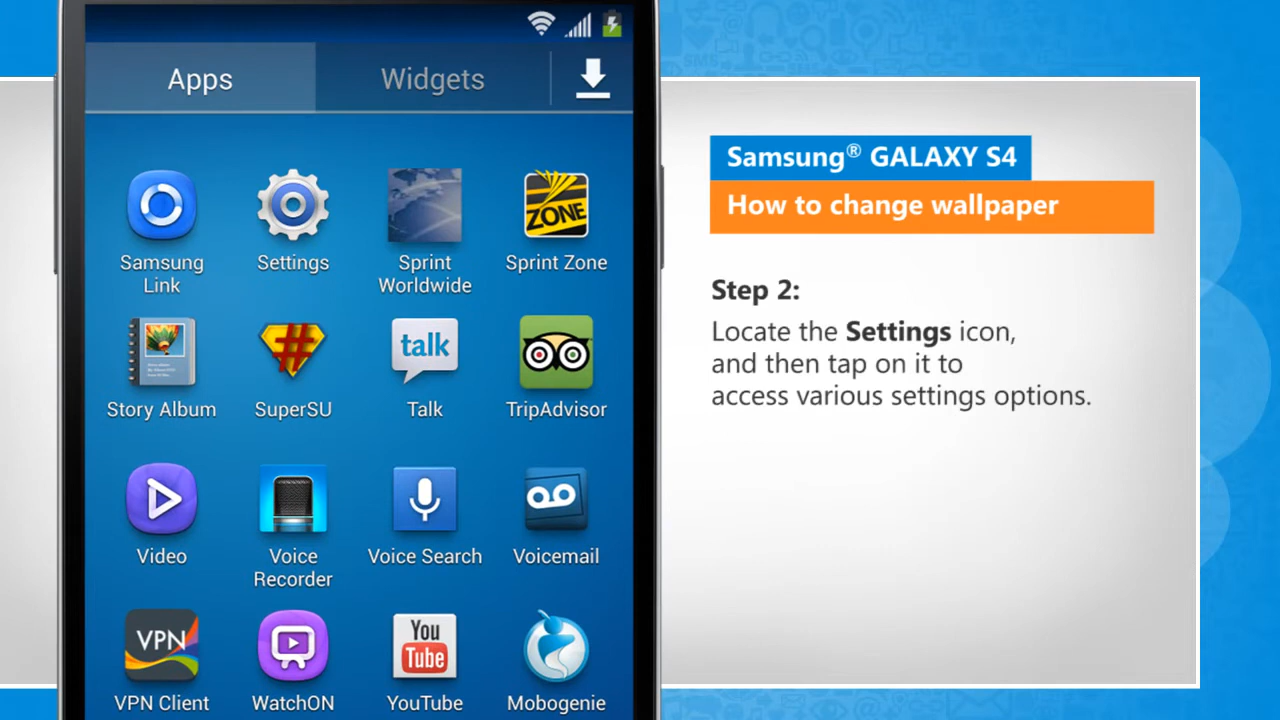 Apps
Widgets
Samsung Link
Settings
Sprint Worldwide
ZONE
Sprint Zone
Story Album
SuperSU
talk
Talk
TripAdvisor
Video
Voice Recorder
Voice Search
Voicemail
VPN
VPN Client
WatchON
You
Tube
YouTube
Mobogenie
Samsung® GALAXY S4
How to change wallpaper
Step 2:
Locate the Settings icon,
and then tap on it to
access various settings options.